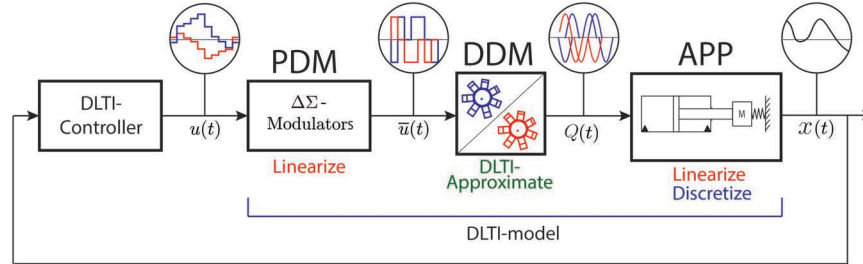 PDM
DDM
APP
DLTI-
Controller
u(t)
ΔΣ-
Modulators
u̅(t)
Q(t)
M
x(t)
Linearize
DLTI-
Approximate
Linearize
Discretize
DLTI-model